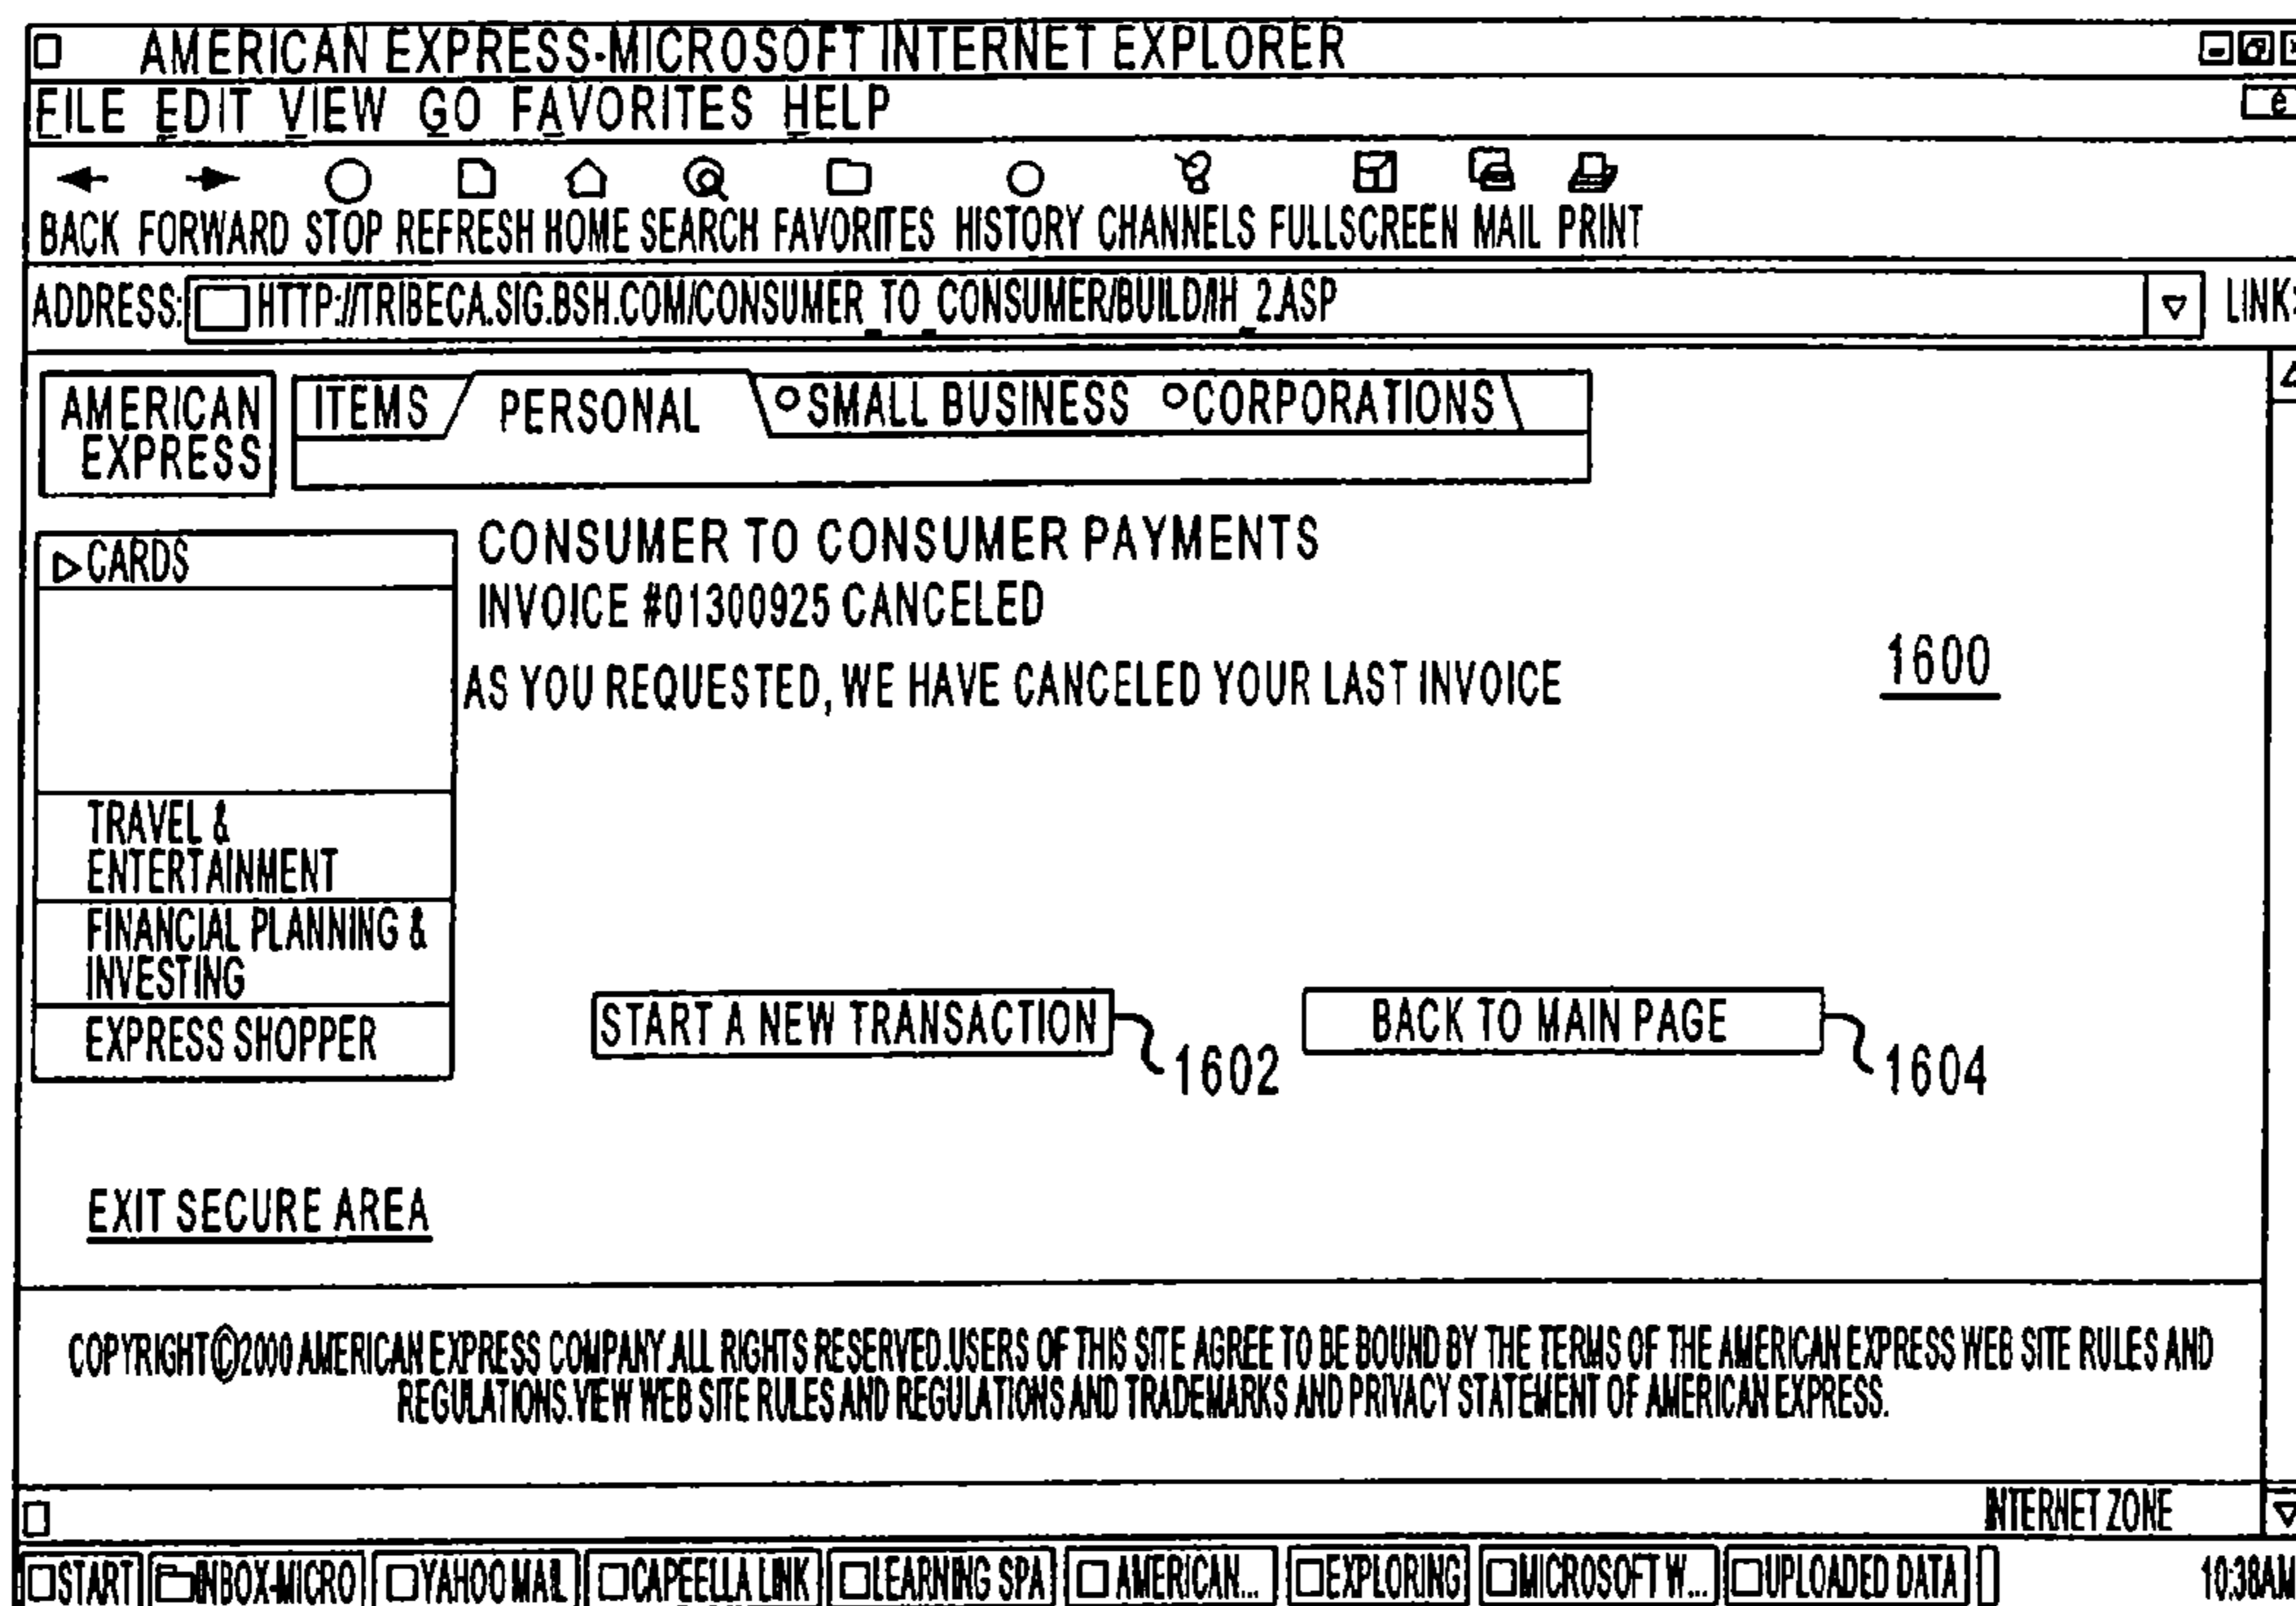 AMERICAN EXPRESS-MICROSOFT INTERNET EXPLORER
FILE EDIT VIEW GO FAVORITES HELP
BACK FORWARD STOP REFRESH HOME SEARCH FAVORITES HISTORY CHANNELS FULLSCREEN MAIL PRINT
ADDRESS: HTTP://TRIBECA.SIG.BSH.COM/CONSUMER_TO_CONSUMER/BUILD/IH_2.ASP
AMERICAN
EXPRESS
ITEMS PERSONAL SMALL BUSINESS CORPORATIONS
CARDS
TRAVEL &
ENTERTAINMENT
FINANCIAL PLANNING &
INVESTING
EXPRESS SHOPPER
EXIT SECURE AREA
CONSUMER TO CONSUMER PAYMENTS
INVOICE #01300925 CANCELED
AS YOU REQUESTED, WE HAVE CANCELED YOUR LAST INVOICE
1600
START A NEW TRANSACTION
1602
BACK TO MAIN PAGE
1604
COPYRIGHT©2000 AMERICAN EXPRESS COMPANY.ALL RIGHTS RESERVED.USERS OF THIS SITE AGREE TO BE BOUND BY THE TERMS OF THE AMERICAN EXPRESS WEB SITE RULES AND
REGULATIONS.VIEW WEB SITE RULES AND REGULATIONS AND TRADEMARKS AND PRIVACY STATEMENT OF AMERICAN EXPRESS.
INTERNET ZONE
START INBOX-MICRO YAHOO MAIL CAPEELLA LINK LEARNING SPA AMERICAN... EXPLORING MICROSOFT W... UPLOADED DATA 10:38AM